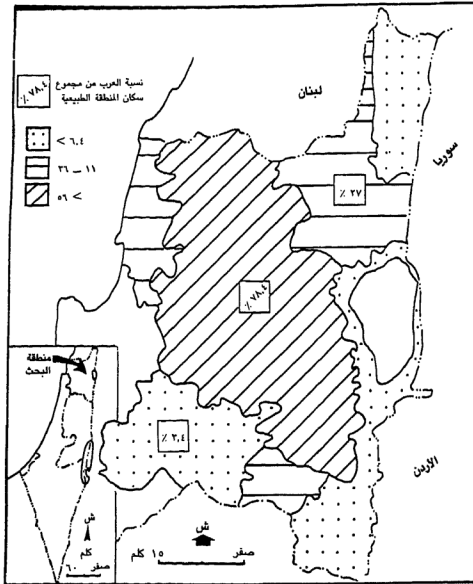 ٧٨,٤ %
نسبة العرب من مجموع
سكان المنطقة الطبيعية
< ٦,٤
١١ – ٣٦
> ٥٦
لبنان
سوريا
٢٧ %
٧٨,٤ %
٣,٤ %
الأردن
منطقة
البحث
ش
كلم
صفر ٦٠
ش
صفر ١٥ كلم